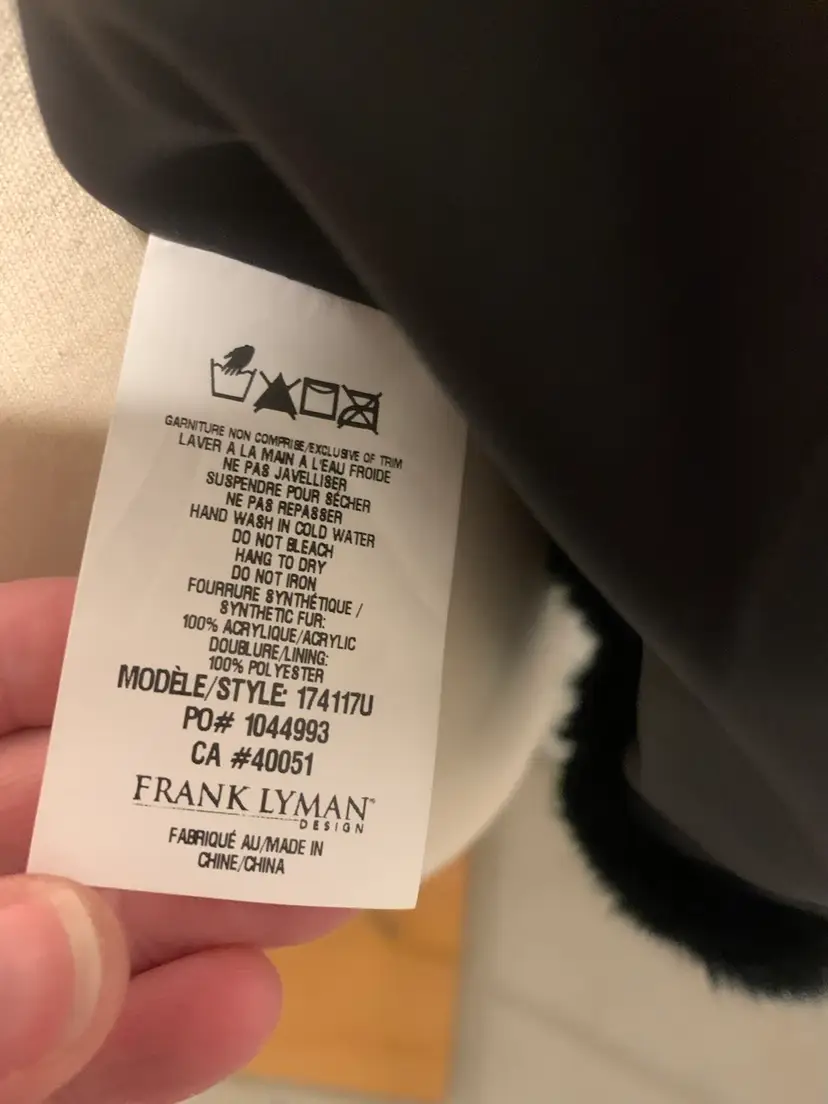 GARNITURE NON COMPRISE/EXCLUSIVE OF TRIM
LAVER A LA MAIN A L'EAU FROIDE
NE PAS JAVELLISER
SUSPENDRE POUR SÉCHER
NE PAS REPASSER
HAND WASH IN COLD WATER
DO NOT BLEACH
HANG TO DRY
DO NOT IRON
FOURRURE SYNTHÉTIQUE /
SYNTHETIC FUR:
100% ACRYLIQUE/ACRYLIC
DOUBLURE/LINING:
100% POLYESTER
MODÈLE/STYLE: 174117U
PO# 1044993
CA #40051
FRANK LYMAN
DESIGN
FABRIQUÉ AU/MADE IN
CHINE/CHINA